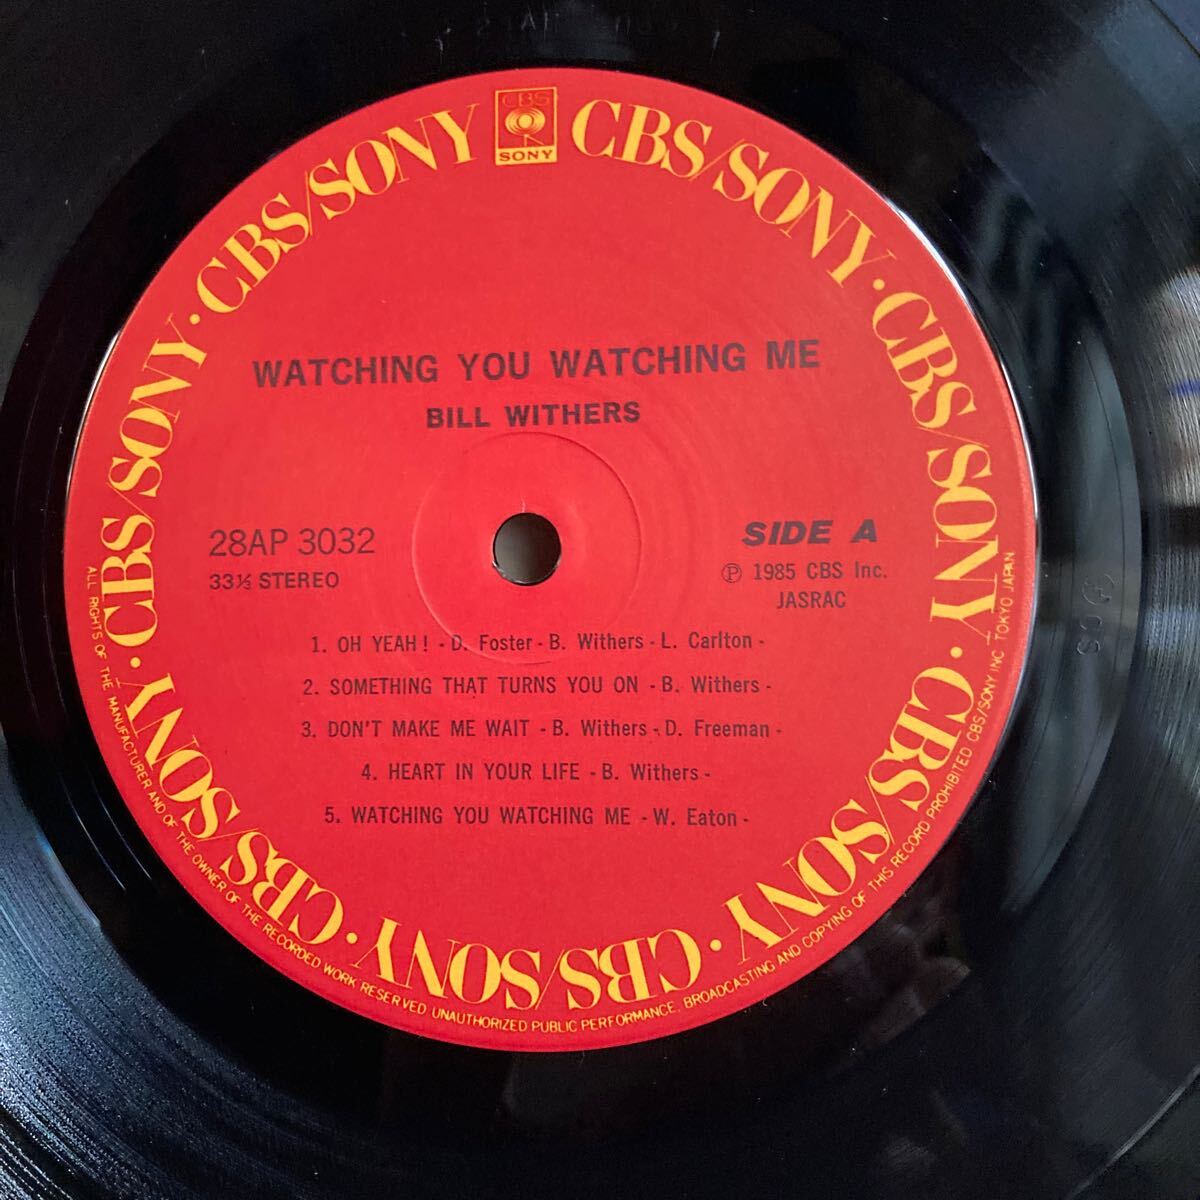 CBS
SONY
CBS/SONY · CBS/SONY · CBS/SONY · CBS/SONY · CBS/SONY · CBS/SONY · CBS/SONY · CBS/SONY
WATCHING YOU WATCHING ME
BILL WITHERS
28AP 3032
33⅓ STEREO
SIDE A
Ⓟ 1985 CBS Inc.
JASRAC
1. OH YEAH! - D. Foster - B. Withers - L. Carlton -
2. SOMETHING THAT TURNS YOU ON - B. Withers -
3. DON'T MAKE ME WAIT - B. Withers - D. Freeman -
4. HEART IN YOUR LIFE - B. Withers -
5. WATCHING YOU WATCHING ME - W. Eaton -
ALL RIGHTS OF THE MANUFACTURER AND OF THE OWNER OF THE RECORDED WORK RESERVED UNAUTHORIZED PUBLIC PERFORMANCE, BROADCASTING AND COPYING OF THIS RECORD PROHIBITED CBS/SONY INC TOKYO JAPAN